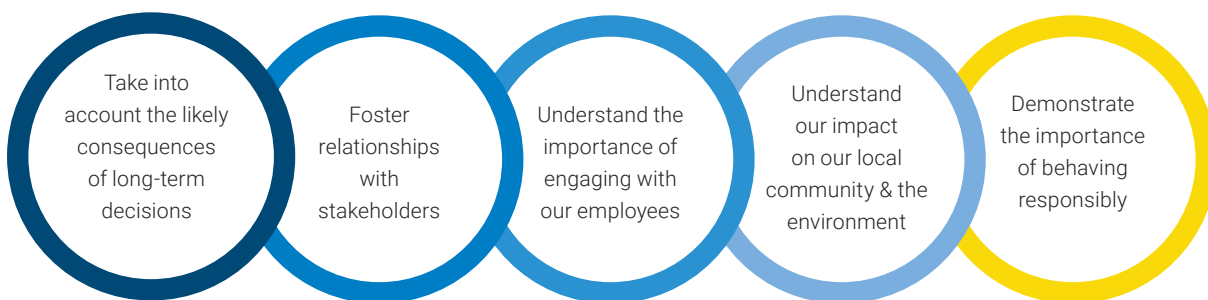 Take into
account the likely
consequences
of long-term
decisions
Foster
relationships
with
stakeholders
Understand the
importance of
engaging with
our employees
Understand
our impact
on our local
community & the
environment
Demonstrate
the importance
of behaving
responsibly